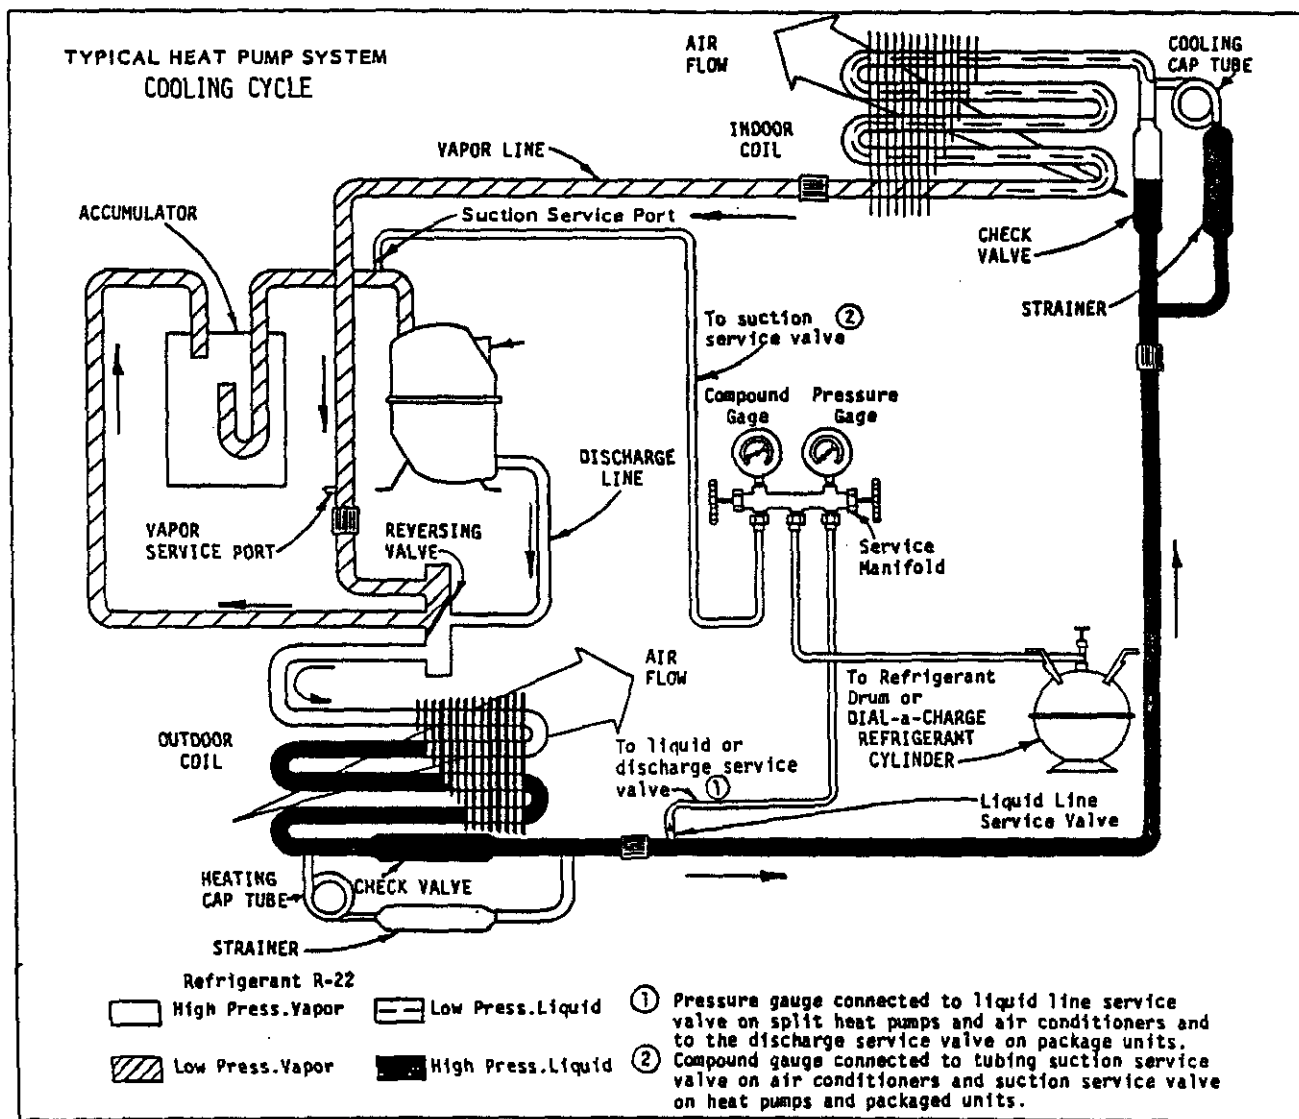 TYPICAL HEAT PUMP SYSTEM
COOLING CYCLE
AIR
FLOW
COOLING
CAP TUBE
INDOOR
COIL
VAPOR LINE
ACCUMULATOR
Suction Service Port
CHECK
VALVE
STRAINER
To suction
service valve
2
Compound
Gage
Pressure
Gage
DISCHARGE
LINE
VAPOR
SERVICE PORT
REVERSING
VALVE
Service
Manifold
AIR
FLOW
To Refrigerant
Drum or
DIAL-a-CHARGE
REFRIGERANT
CYLINDER
OUTDOOR
COIL
To liquid or
discharge service
valve
1
Liquid Line
Service Valve
HEATING
CAP TUBE
CHECK VALVE
STRAINER
Refrigerant R-22
High Press.Vapor
Low Press.Liquid
Low Press.Vapor
High Press.Liquid
1 Pressure gauge connected to liquid line service
valve on split heat pumps and air conditioners and
to the discharge service valve on package units.
2 Compound gauge connected to tubing suction service
valve on air conditioners and suction service valve
on heat pumps and packaged units.